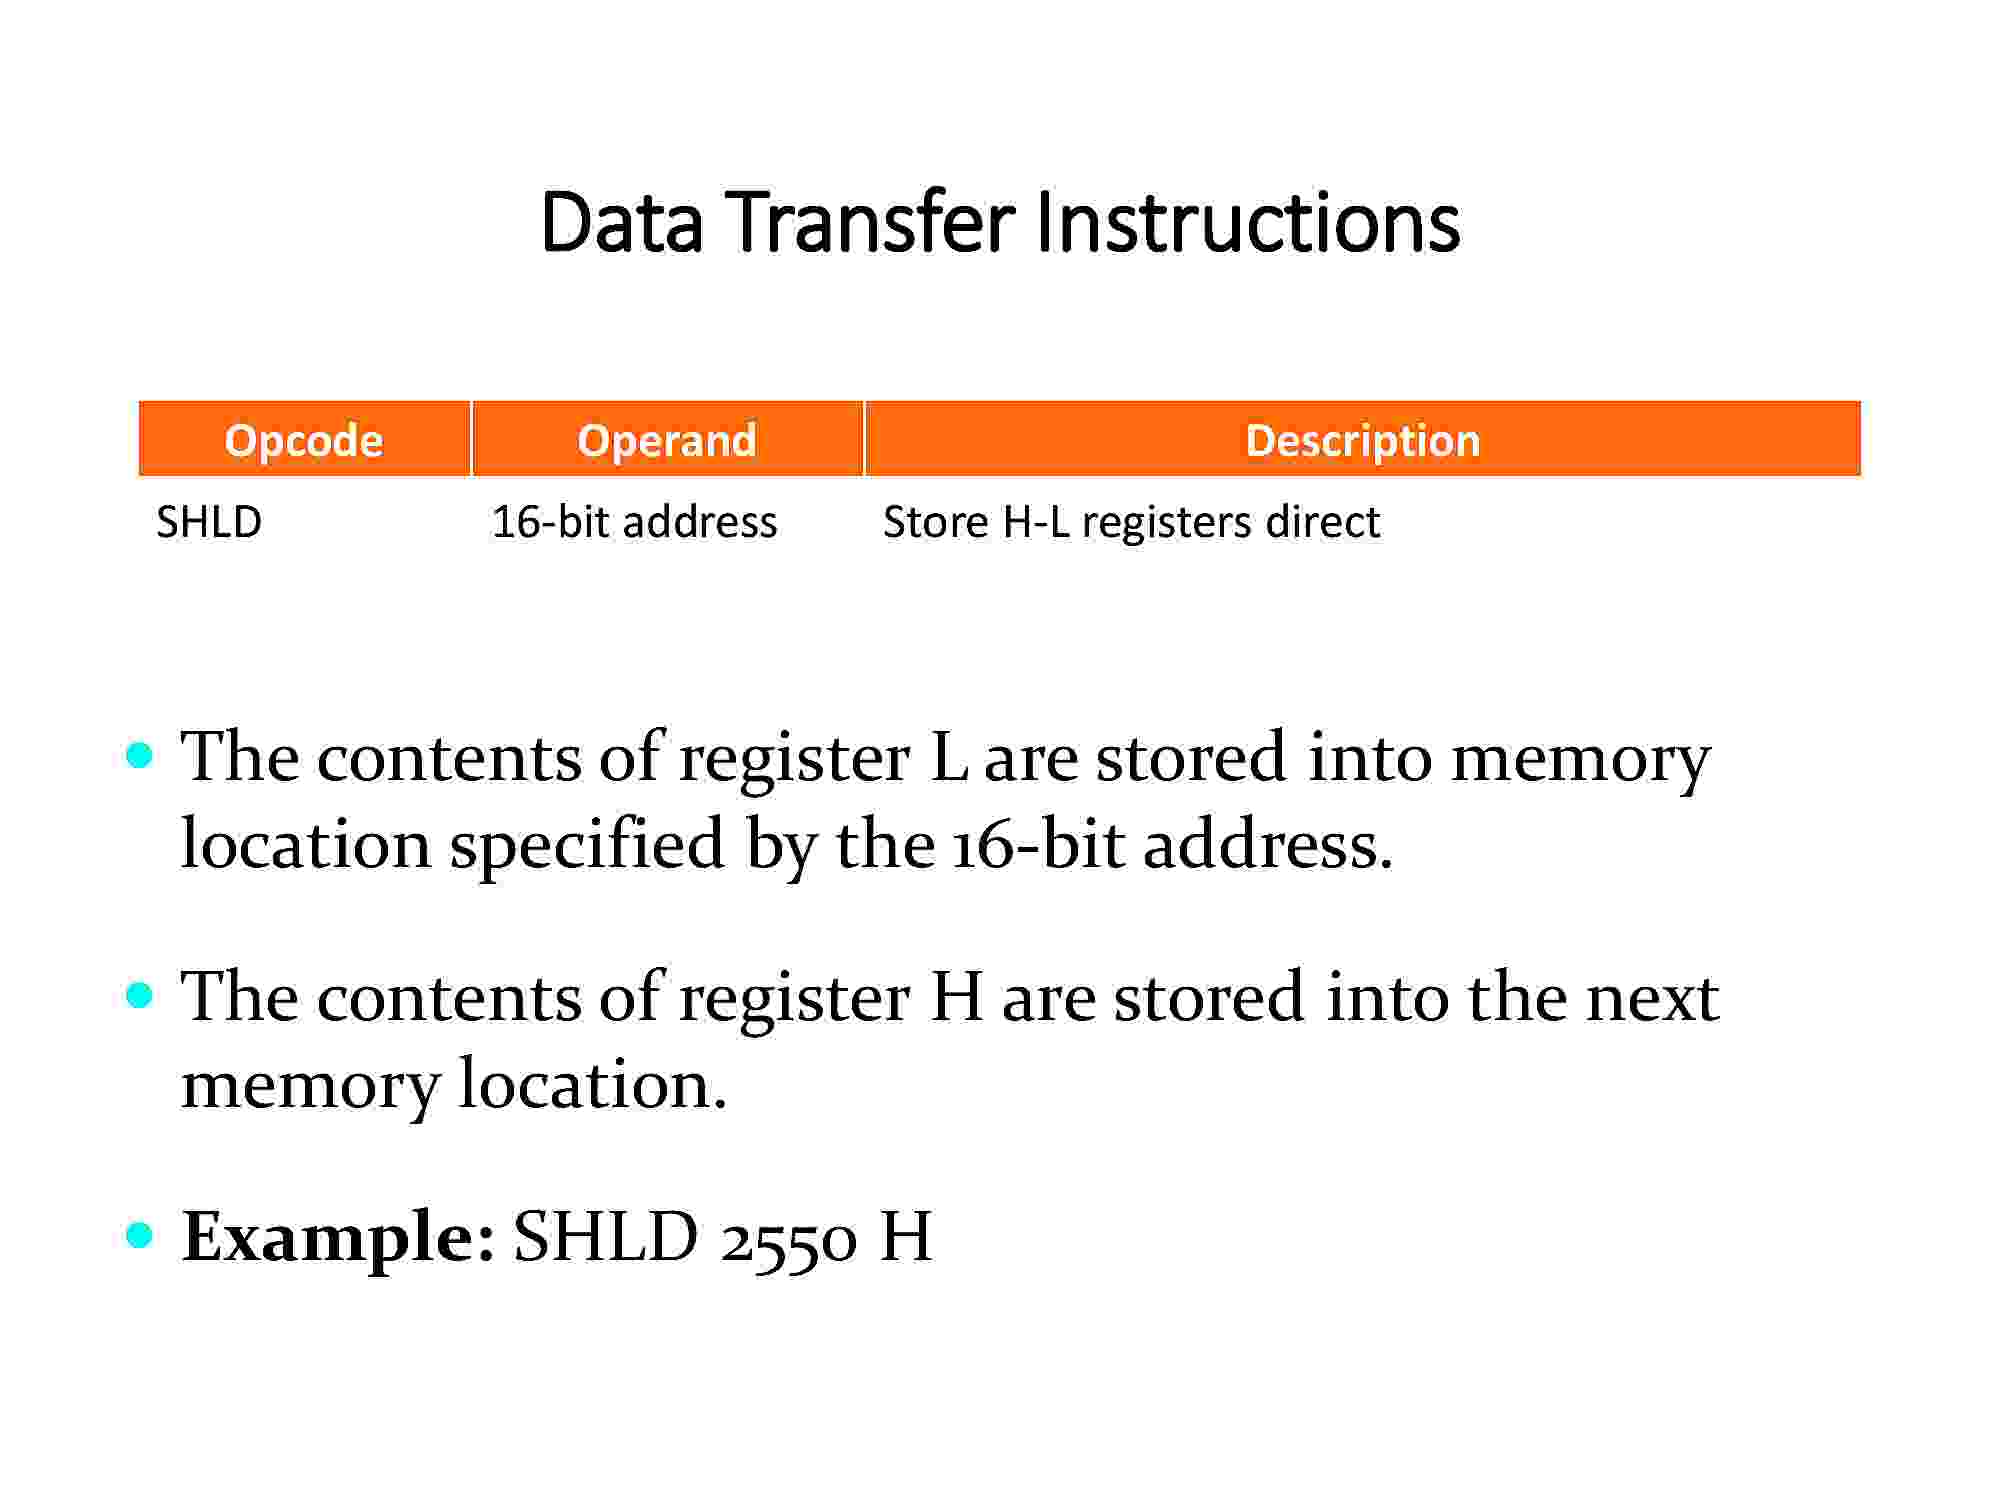 Data Transfer Instructions
Opcode Operand Description
SHLD 16-bit address Store H-L registers direct
• The contents of register L are stored into memory
location specified by the 16-bit address.
• The contents of register H are stored into the next
memory location.
• Example: SHLD 2550 H